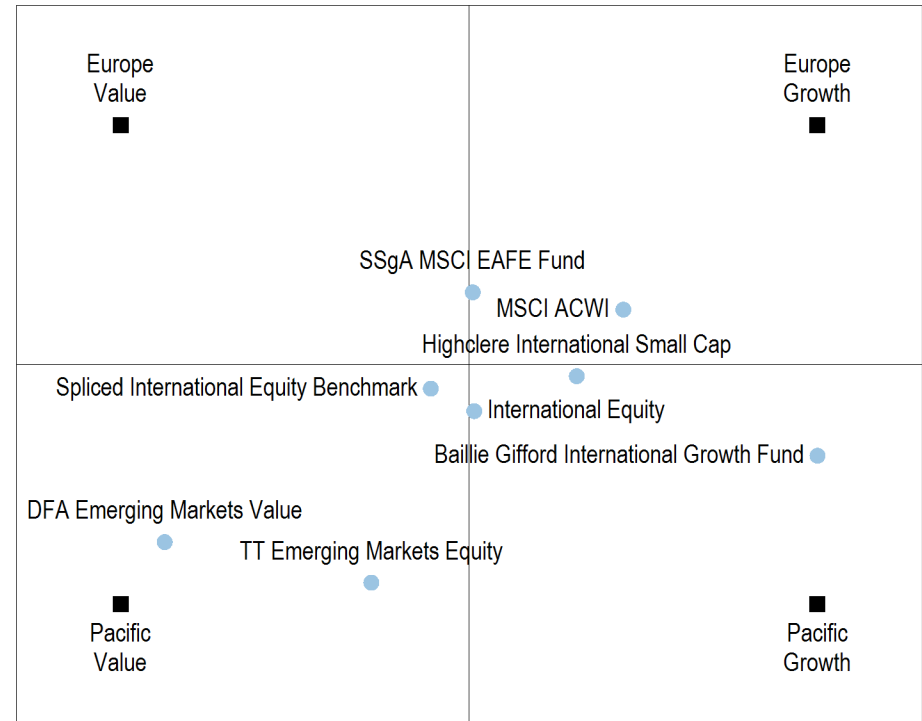 Europe
Value
Europe
Growth
SSgA MSCI EAFE Fund
MSCI ACWI
Highclere International Small Cap
Spliced International Equity Benchmark
International Equity
Baillie Gifford International Growth Fund
DFA Emerging Markets Value
TT Emerging Markets Equity
Pacific
Value
Pacific
Growth